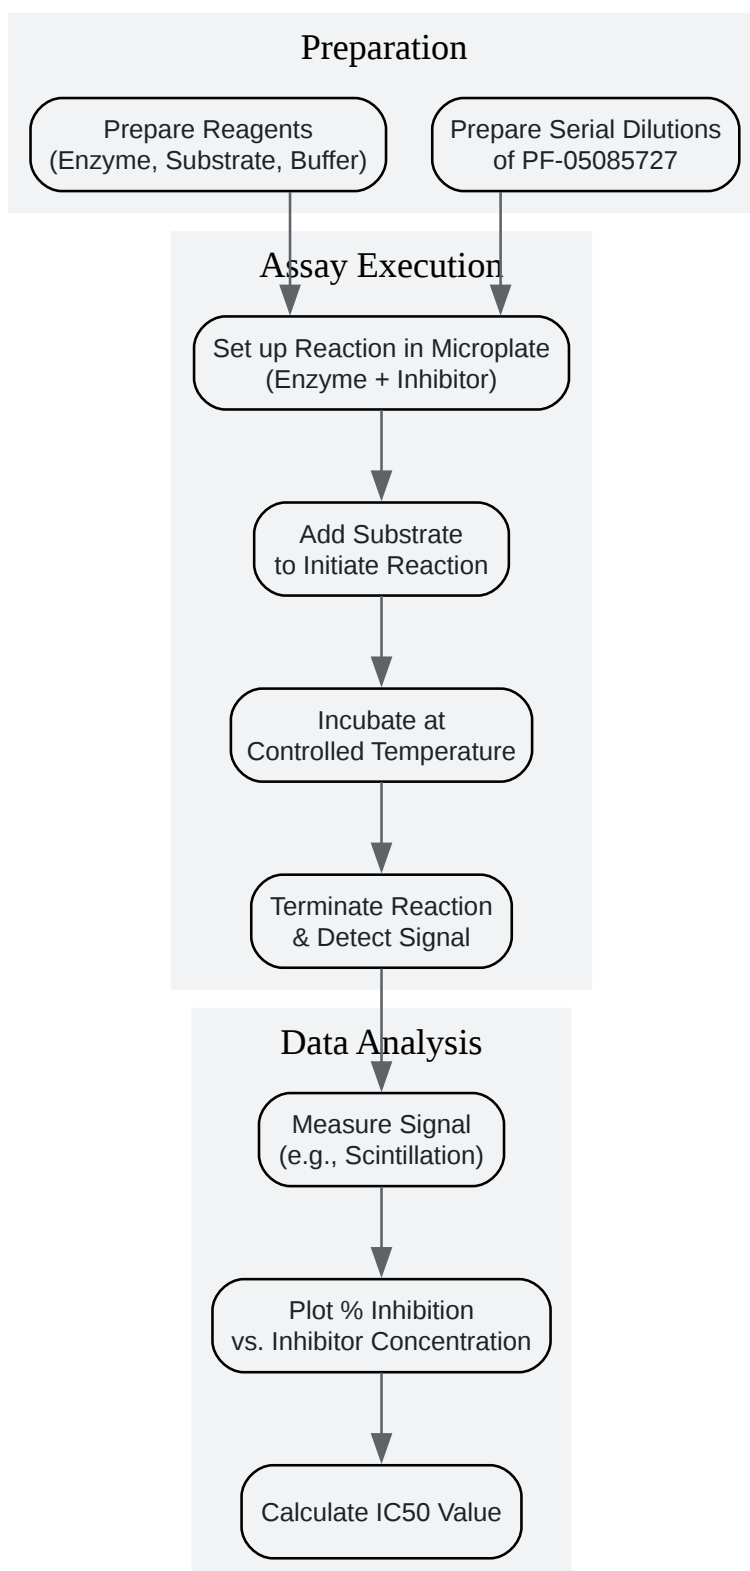 Preparation
Prepare Reagents
(Enzyme, Substrate, Buffer)
Prepare Serial Dilutions
of PF-05085727
Assay Execution
Set up Reaction in Microplate
(Enzyme + Inhibitor)
Add Substrate
to Initiate Reaction
Incubate at
Controlled Temperature
Terminate Reaction
& Detect Signal
Data Analysis
Measure Signal
(e.g., Scintillation)
Plot % Inhibition
vs. Inhibitor Concentration
Calculate IC50 Value